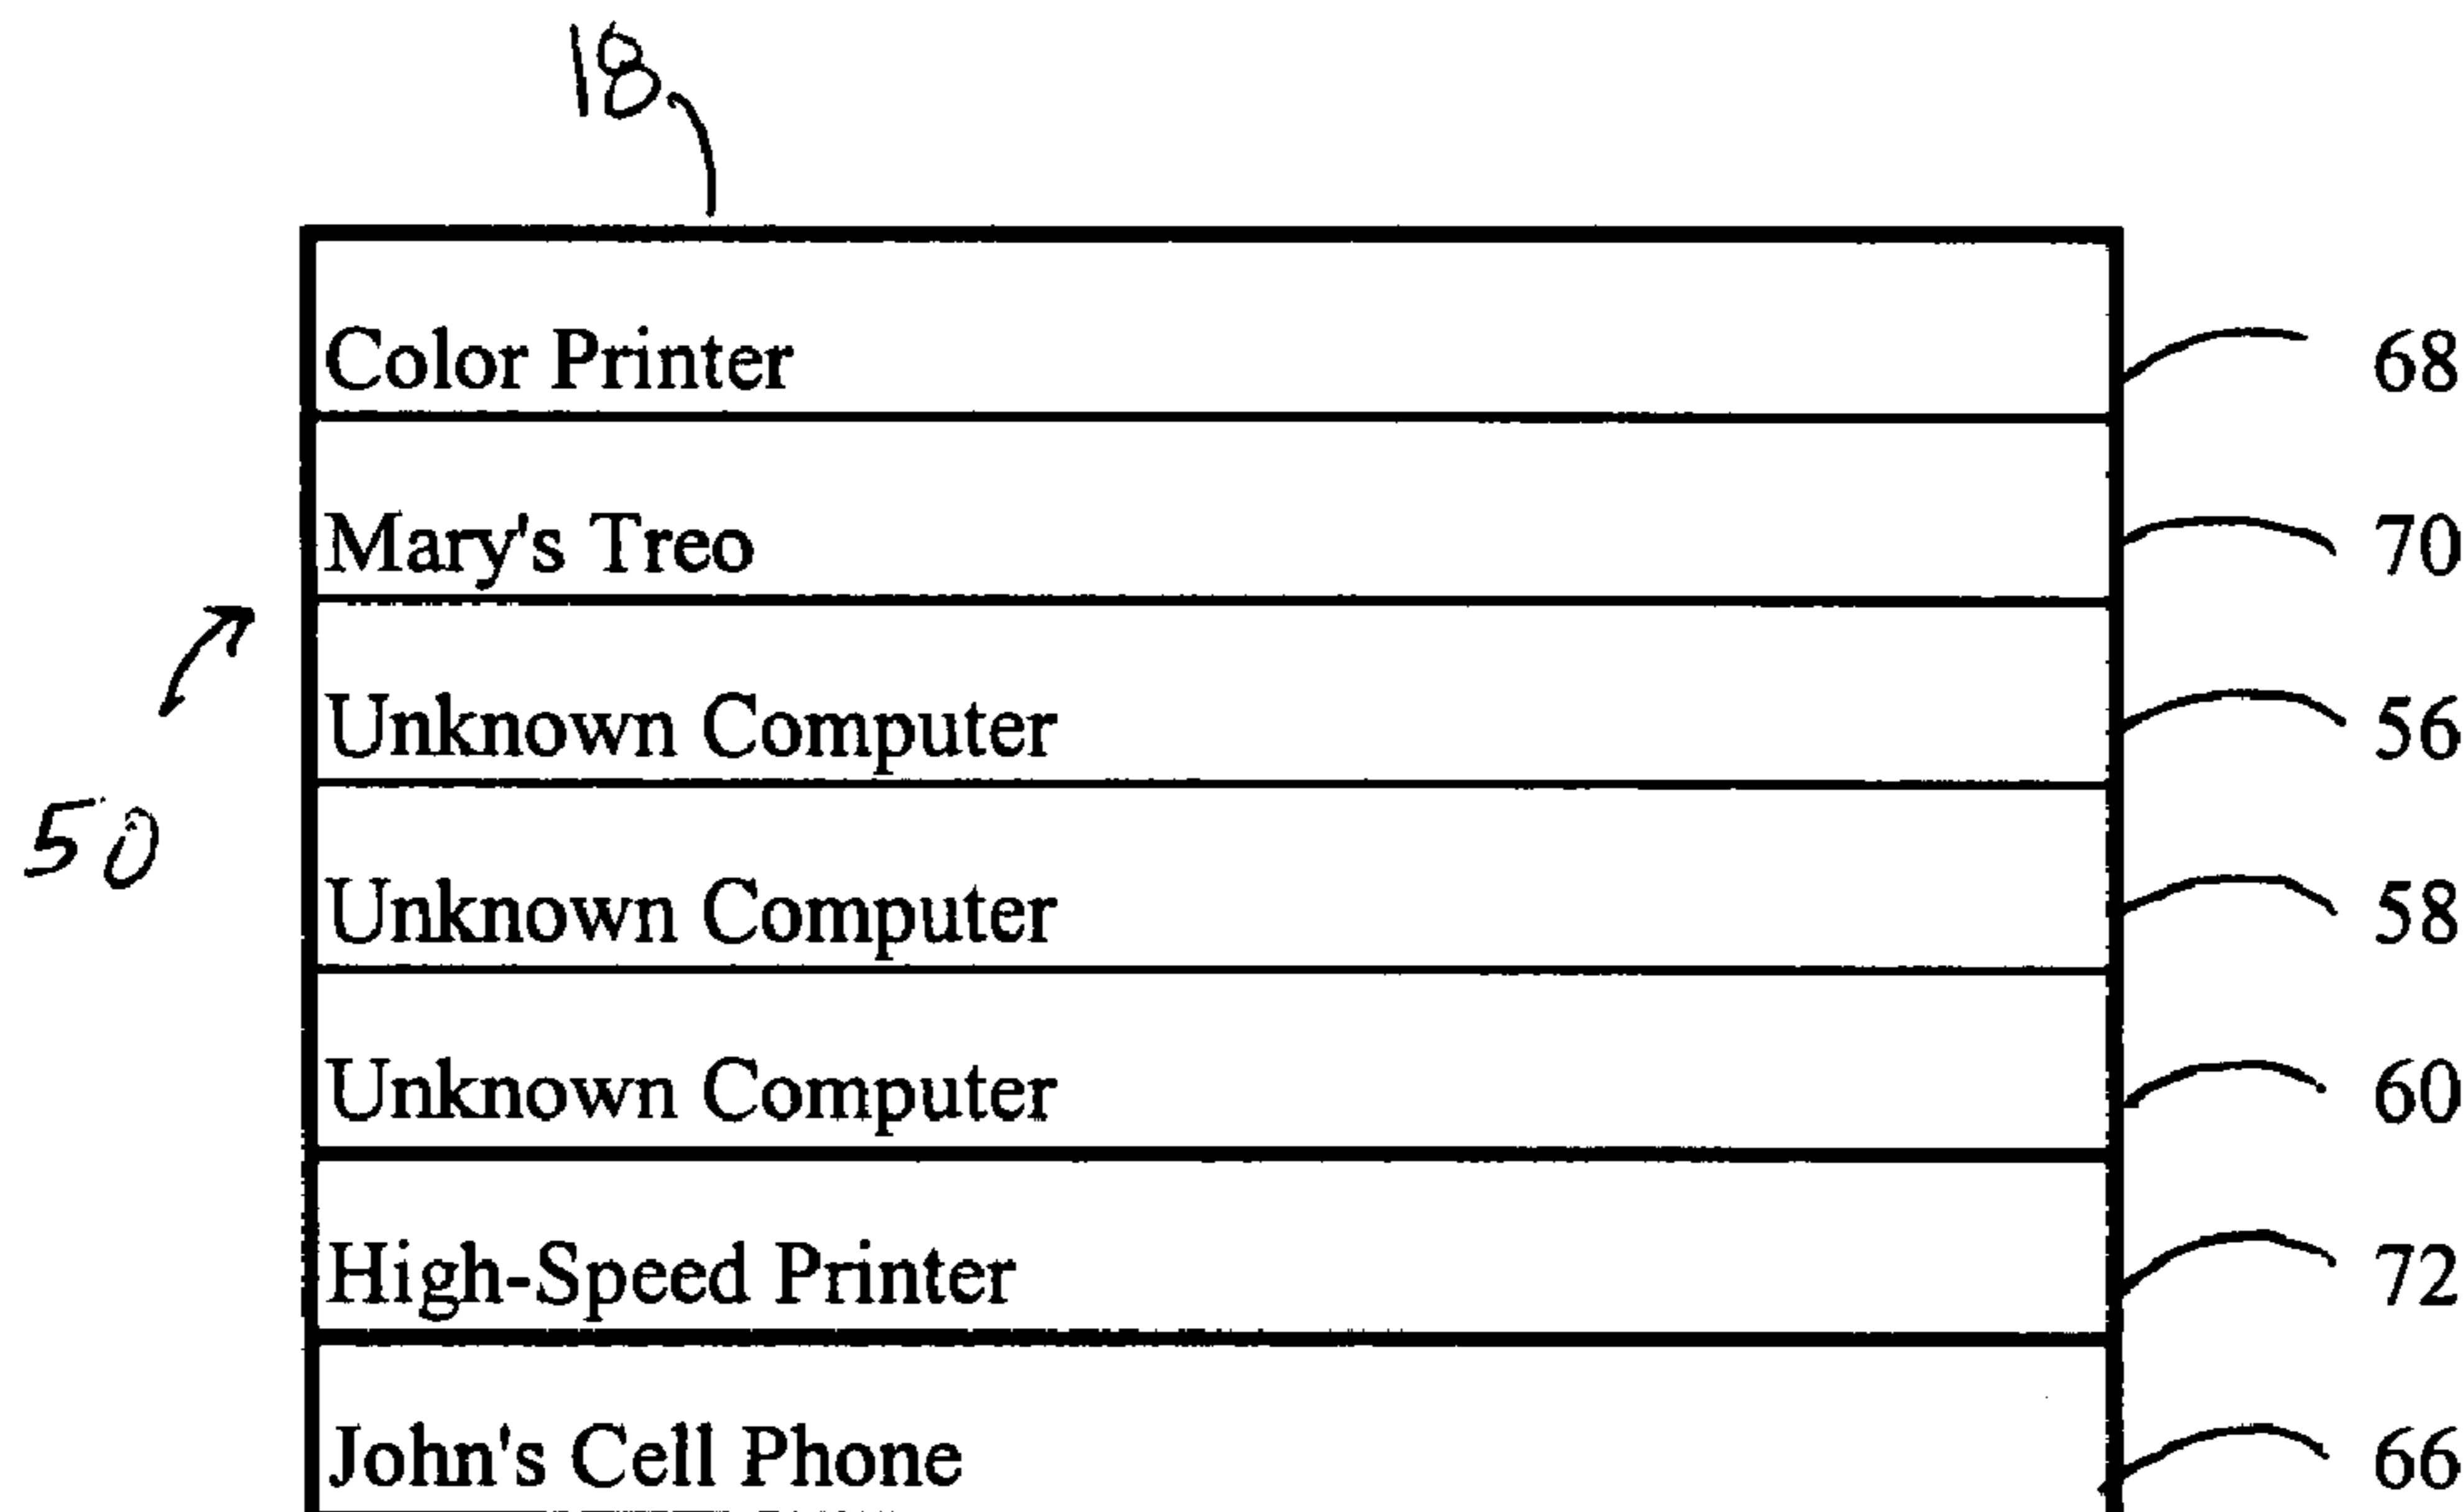 18
Color Printer 68
Mary's Treo 70
Unknown Computer 56
50
Unknown Computer 58
Unknown Computer 60
High-Speed Printer 72
John's Cell Phone 66